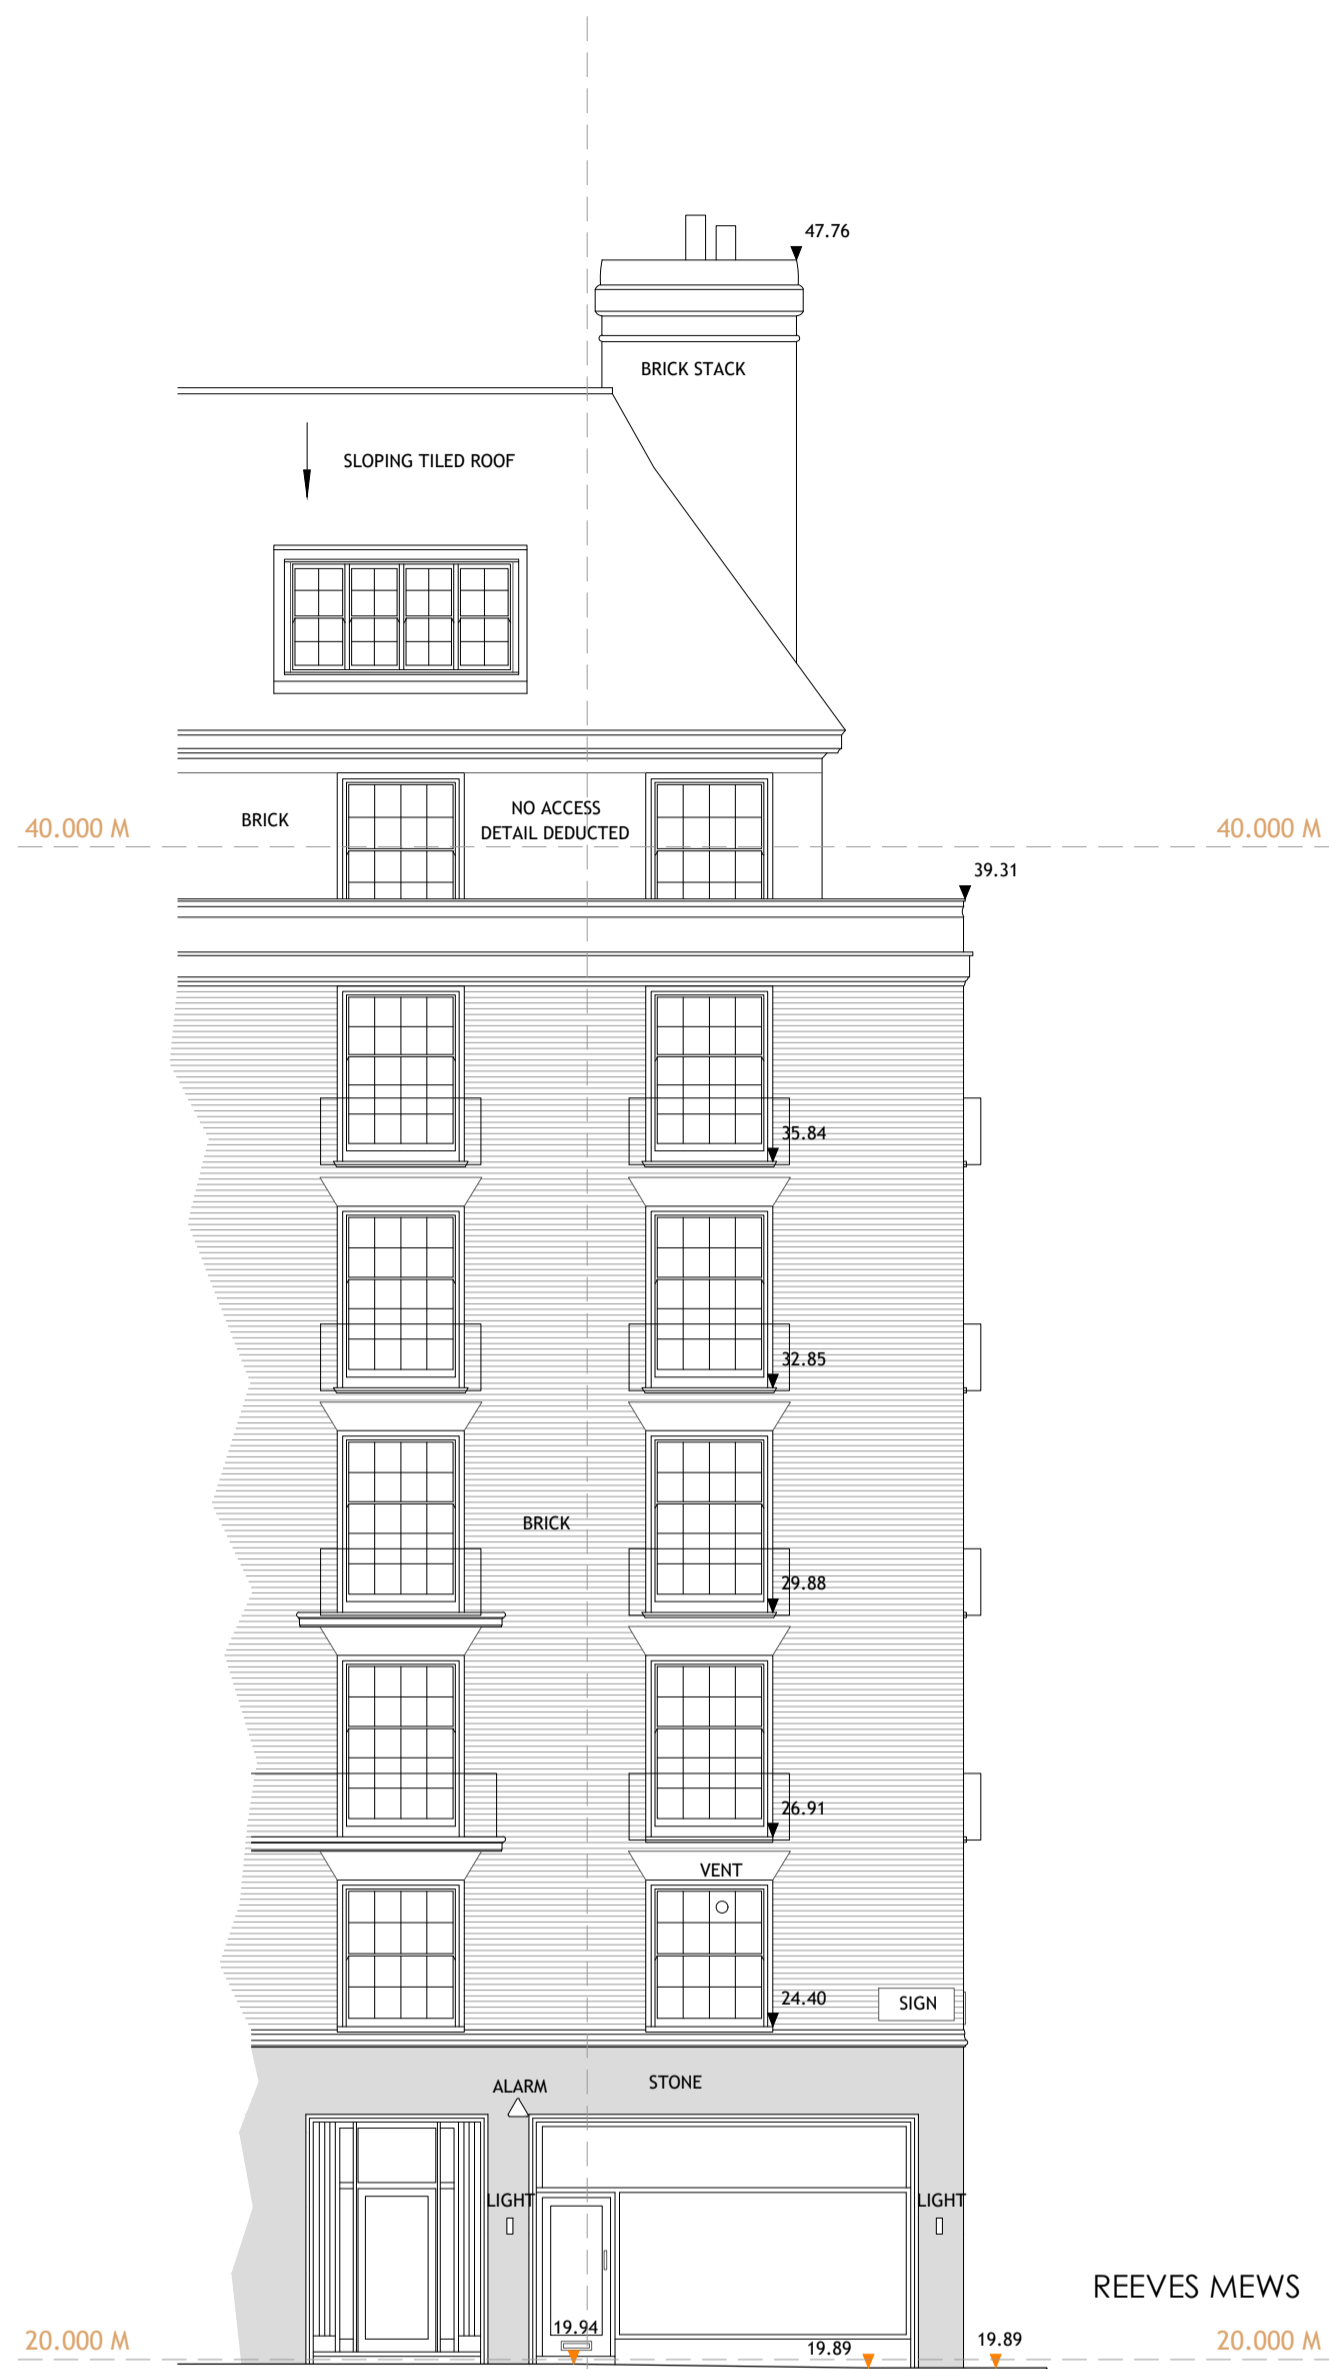 47.76
BRICK STACK
SLOPING TILED ROOF
BRICK
NO ACCESS
DETAIL DEDUCTED
40.000 M
40.000 M
39.31
35.84
32.85
BRICK
29.88
26.91
VENT
24.40
SIGN
ALARM
STONE
LIGHT
LIGHT
REEVES MEWS
20.000 M
19.94
19.89
19.89
20.000 M